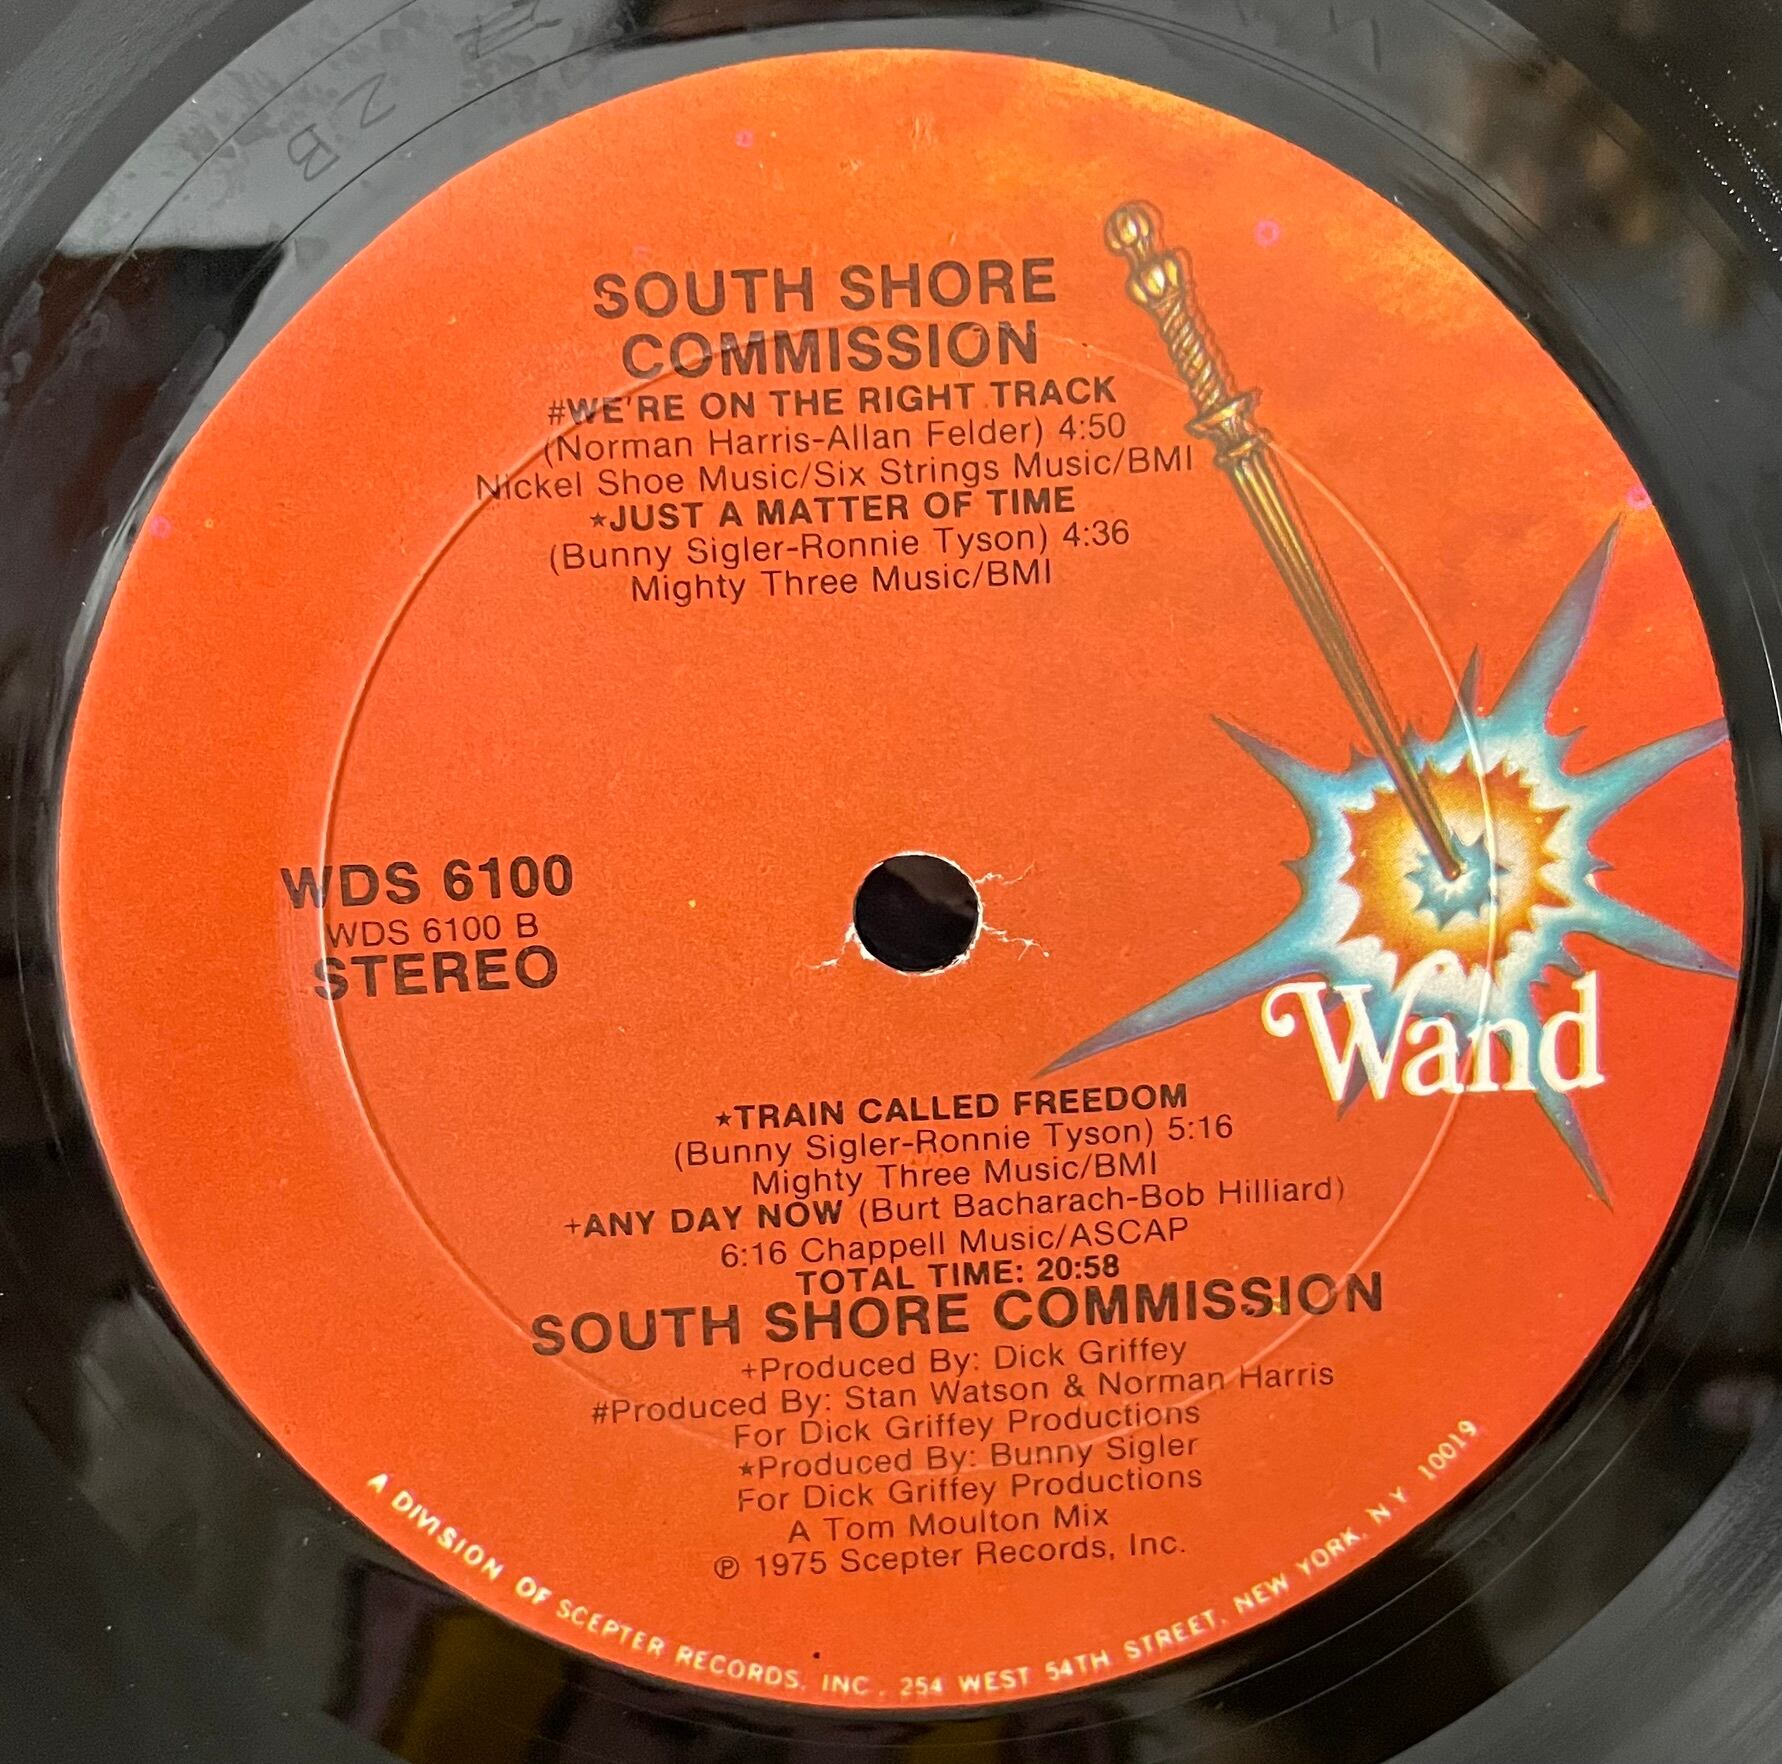 SOUTH SHORE
COMMISSION
#WE'RE ON THE RIGHT TRACK
(Norman Harris-Allan Felder) 4:50
Nickel Shoe Music/Six Strings Music/BMI
★JUST A MATTER OF TIME
(Bunny Sigler-Ronnie Tyson) 4:36
Mighty Three Music/BMI
WDS 6100
WDS 6100 B
STEREO
Wand
★TRAIN CALLED FREEDOM
(Bunny Sigler-Ronnie Tyson) 5:16
Mighty Three Music/BMI
+ANY DAY NOW (Burt Bacharach-Bob Hilliard)
6:16 Chappell Music/ASCAP
TOTAL TIME: 20:58
SOUTH SHORE COMMISSION
+Produced By: Dick Griffey
#Produced By: Stan Watson & Norman Harris
For Dick Griffey Productions
★Produced By: Bunny Sigler
For Dick Griffey Productions
A Tom Moulton Mix
℗ 1975 Scepter Records, Inc.
A DIVISION OF SCEPTER RECORDS, INC. 254 WEST 54TH STREET, NEW YORK, N.Y. 10019